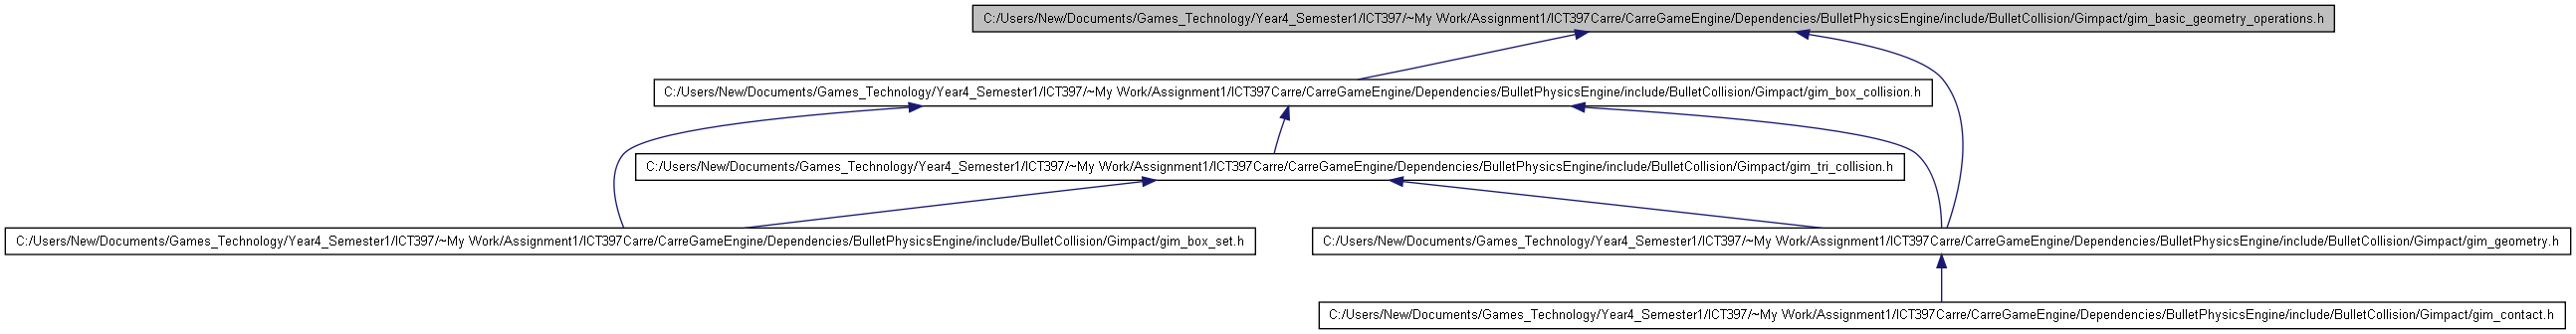 C:/Users/New/Documents/Games_Technology/Year4_Semester1/ICT397/~My Work/Assignment1/ICT397Carre/CarreGameEngine/Dependencies/BulletPhysicsEngine/include/BulletCollision/Gimpact/gim_basic_geometry_operations.h
C:/Users/New/Documents/Games_Technology/Year4_Semester1/ICT397/~My Work/Assignment1/ICT397Carre/CarreGameEngine/Dependencies/BulletPhysicsEngine/include/BulletCollision/Gimpact/gim_box_collision.h
C:/Users/New/Documents/Games_Technology/Year4_Semester1/ICT397/~My Work/Assignment1/ICT397Carre/CarreGameEngine/Dependencies/BulletPhysicsEngine/include/BulletCollision/Gimpact/gim_tri_collision.h
C:/Users/New/Documents/Games_Technology/Year4_Semester1/ICT397/~My Work/Assignment1/ICT397Carre/CarreGameEngine/Dependencies/BulletPhysicsEngine/include/BulletCollision/Gimpact/gim_box_set.h
C:/Users/New/Documents/Games_Technology/Year4_Semester1/ICT397/~My Work/Assignment1/ICT397Carre/CarreGameEngine/Dependencies/BulletPhysicsEngine/include/BulletCollision/Gimpact/gim_geometry.h
C:/Users/New/Documents/Games_Technology/Year4_Semester1/ICT397/~My Work/Assignment1/ICT397Carre/CarreGameEngine/Dependencies/BulletPhysicsEngine/include/BulletCollision/Gimpact/gim_contact.h